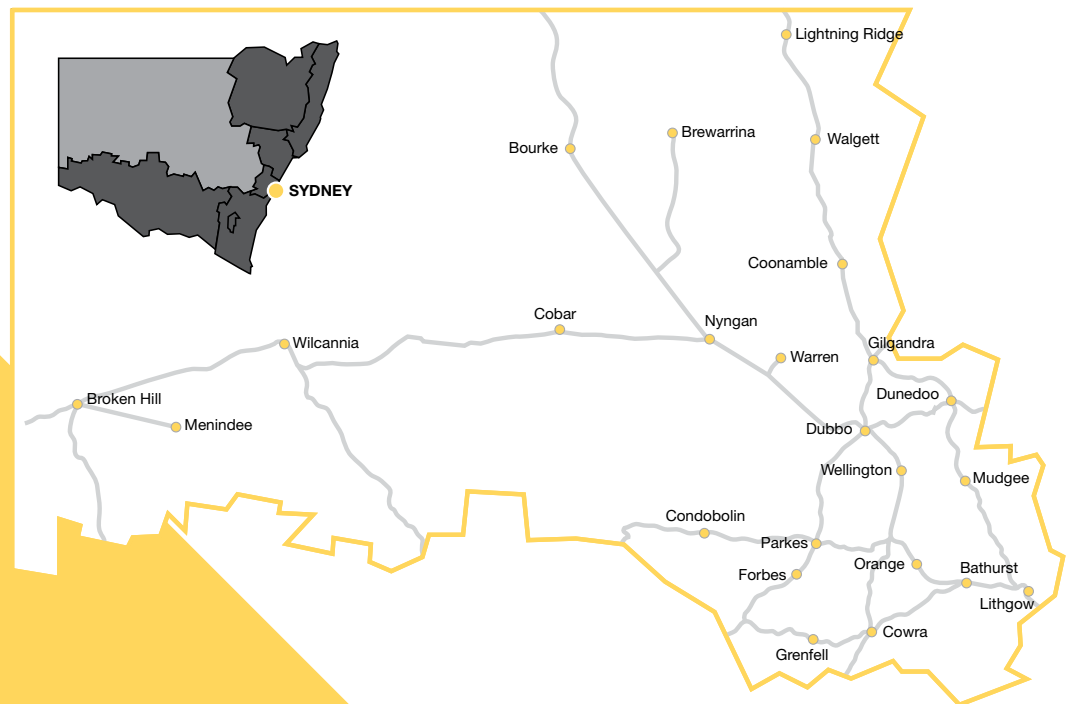 Lightning Ridge
Brewarrina
Walgett
Bourke
SYDNEY
Coonamble
Cobar
Nyngan
Wilcannia
Gilgandra
Warren
Dunedoo
Broken Hill
Menindee
Dubbo
Wellington
Mudgee
Condobolin
Parkes
Orange
Bathurst
Forbes
Lithgow
Cowra
Grenfell